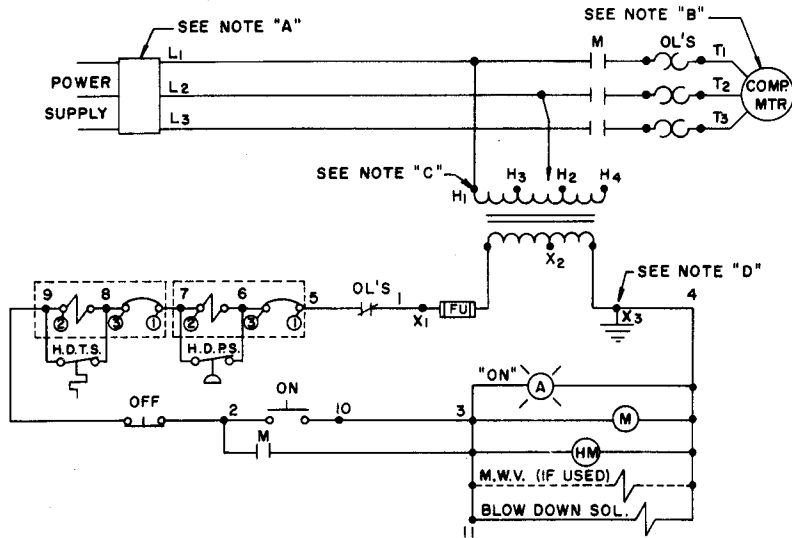 SEE NOTE "A"
SEE NOTE "B"
L1
M
OL'S
T1
POWER
SUPPLY
L2
T2
COMP.
MTR
L3
T3
SEE NOTE "C"
H1
H3
H2
H4
X2
SEE NOTE "D"
9
8
7
6
5
OL'S
1
X1
FU
X3
4
2
3
1
2
3
1
H.D.T.S.
H.D.P.S.
"ON"
A
OFF
2
ON
10
3
M
M
HM
M.W.V. (IF USED)
BLOW DOWN SOL.
11